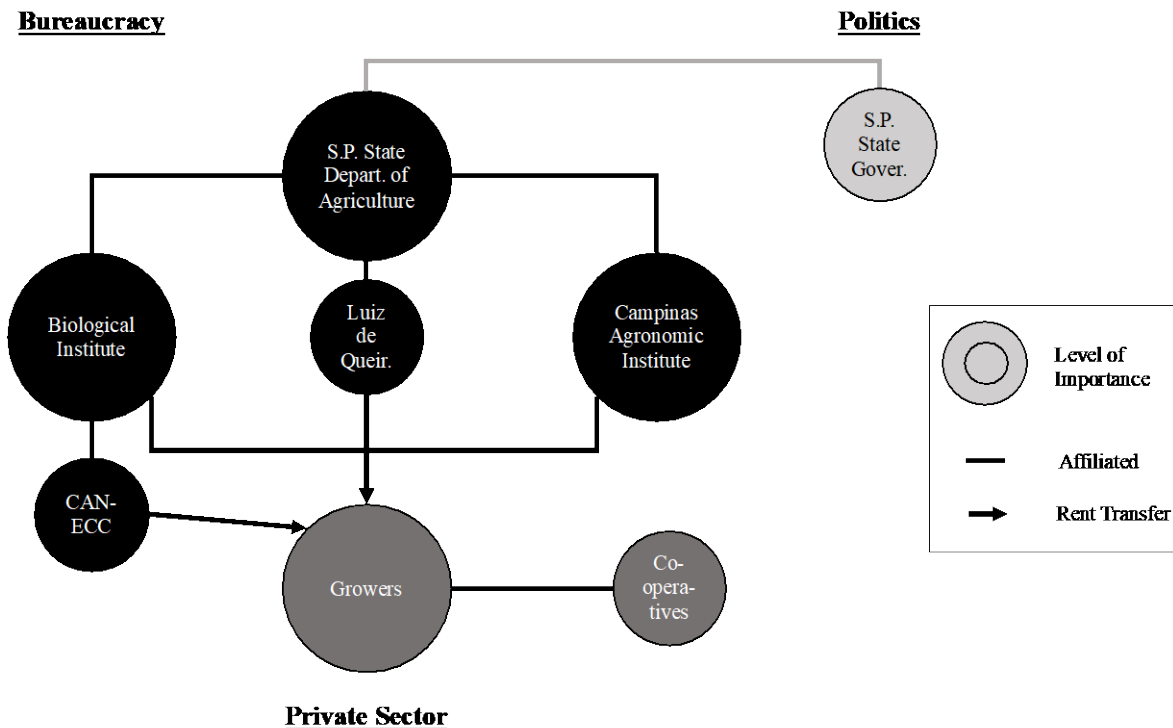 Bureaucracy
Politics
S.P. State
Depart. of
Agriculture
S.P.
State
Gover.
Biological
Institute
Luiz
de
Queir.
Campinas
Agronomic
Institute
CAN-
ECC
Growers
Co-
opera-
tives
Private Sector
Level of
Importance
Affiliated
Rent Transfer